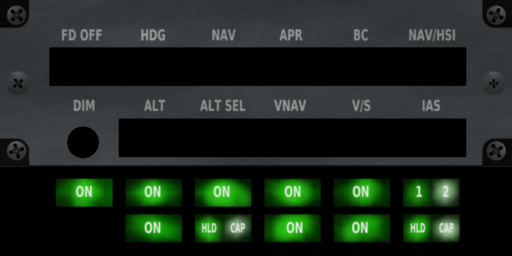 FD OFF HDG NAV APR BC NAV/HSI
DIM ALT ALT SEL VNAV V/S IAS
ON ON ON ON ON 1 2
ON HLD CAP ON ON HLD CAP